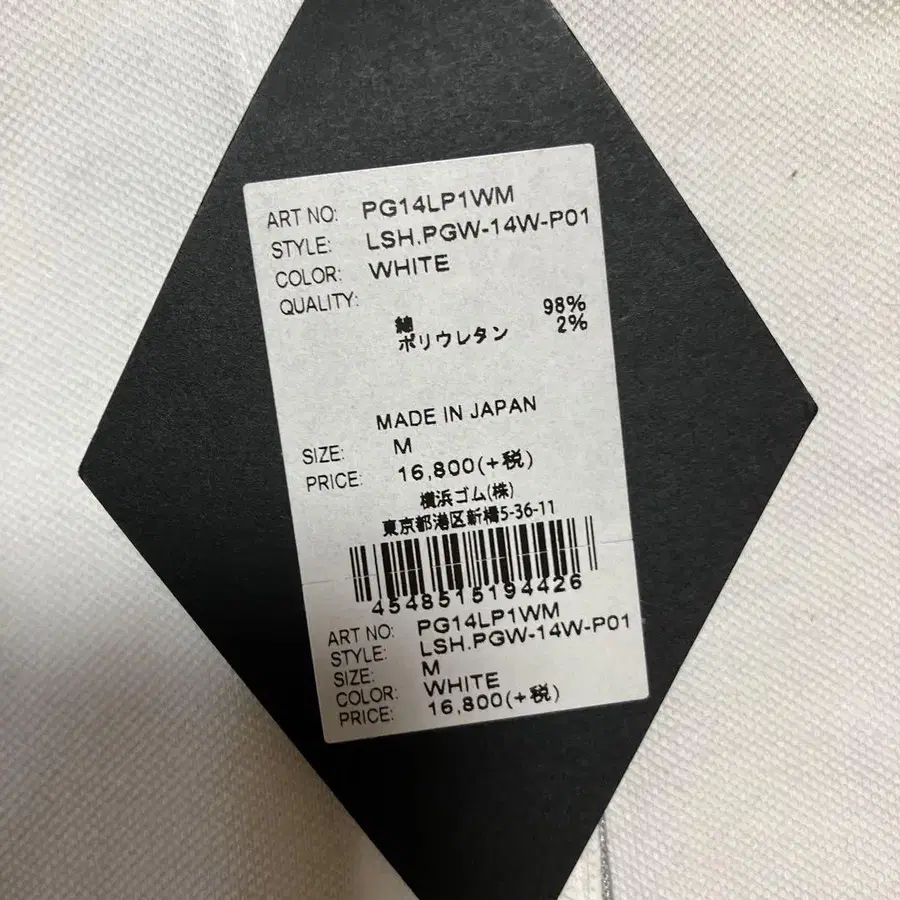 ART NO: PG14LP1WM
STYLE: LSH.PGW-14W-P01
COLOR: WHITE
QUALITY:
綿 98%
ポリウレタン 2%
MADE IN JAPAN
SIZE: M
PRICE: 16,800(+税)
横浜ゴム(株)
東京都港区新橋5-36-11
4548515194426
ART NO: PG14LP1WM
STYLE: LSH.PGW-14W-P01
SIZE: M
COLOR: WHITE
PRICE: 16,800(+税)